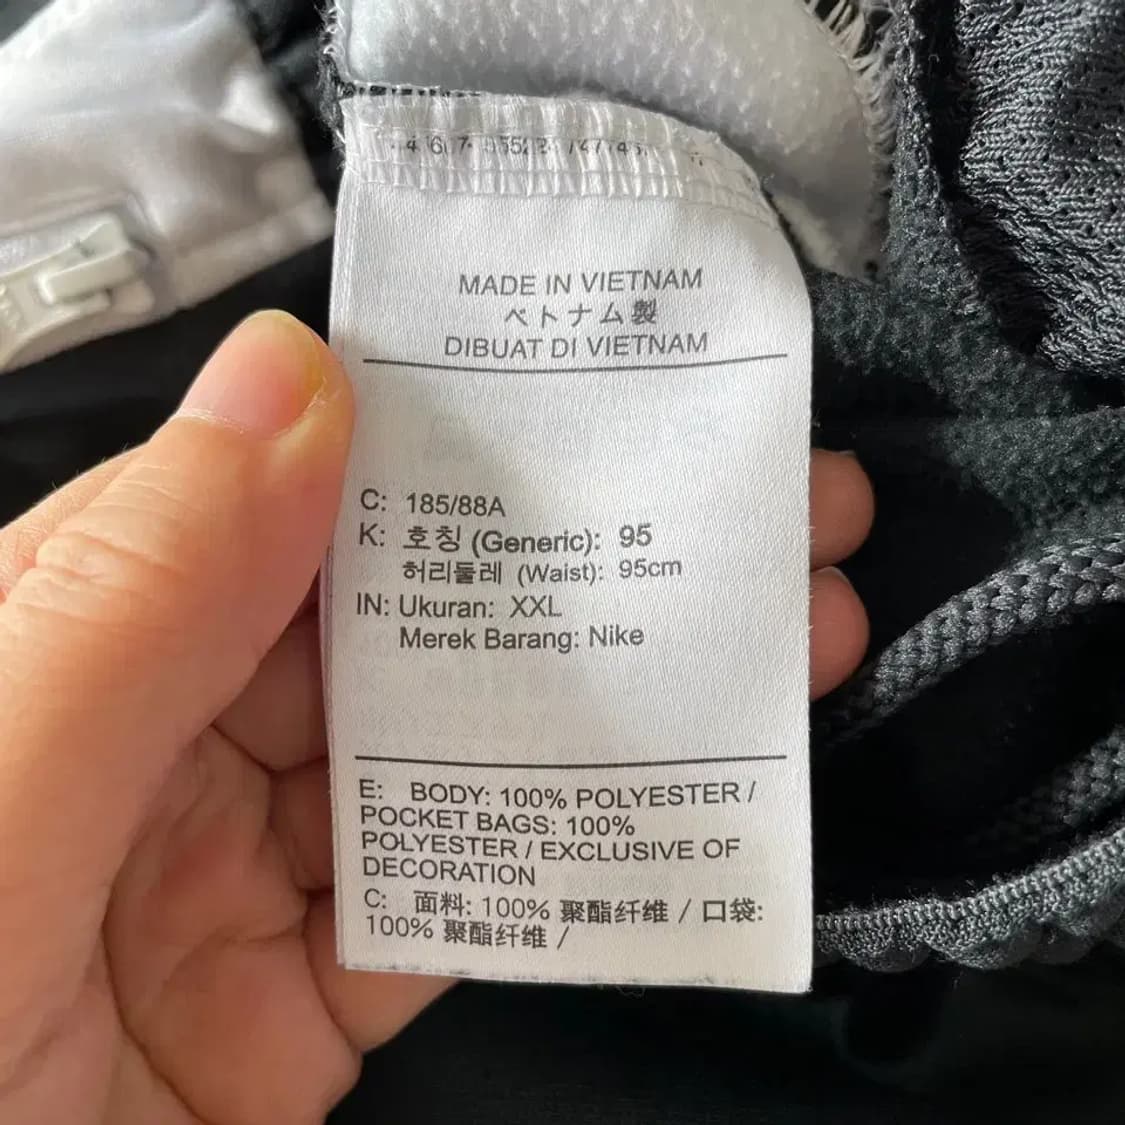 MADE IN VIETNAM
ベトナム製
DIBUAT DI VIETNAM
C: 185/88A
K: 호칭 (Generic): 95
허리둘레 (Waist): 95cm
IN: Ukuran: XXL
Merek Barang: Nike
E: BODY: 100% POLYESTER /
POCKET BAGS: 100%
POLYESTER / EXCLUSIVE OF
DECORATION
C: 面料: 100% 聚酯纤维 / 口袋:
100% 聚酯纤维 /